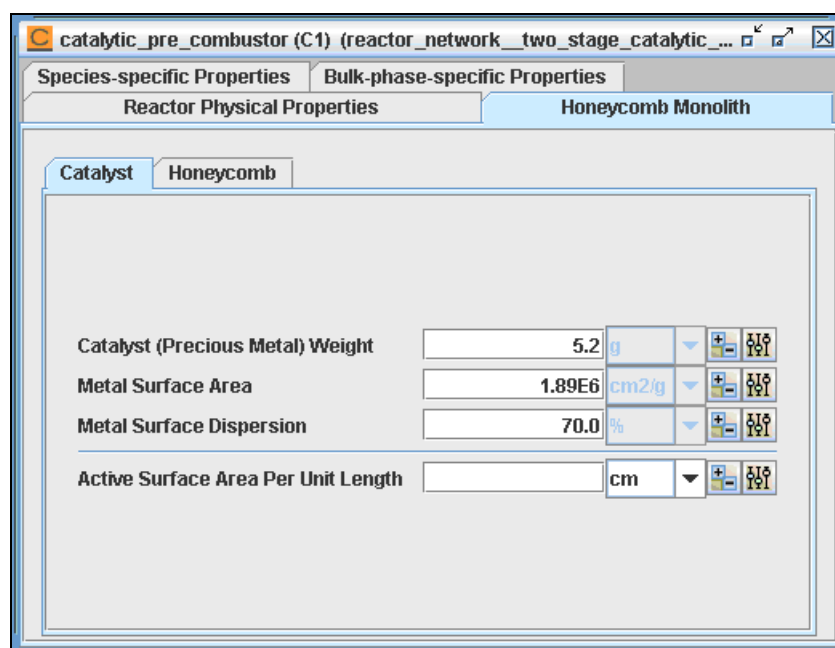 C catalytic_pre_combustor (C1) (reactor_network__two_stage_catalytic_...
Species-specific Properties Bulk-phase-specific Properties
Reactor Physical Properties Honeycomb Monolith
Catalyst Honeycomb
Catalyst (Precious Metal) Weight 5.2 g
Metal Surface Area 1.89E6 cm2/g
Metal Surface Dispersion 70.0 %
Active Surface Area Per Unit Length cm